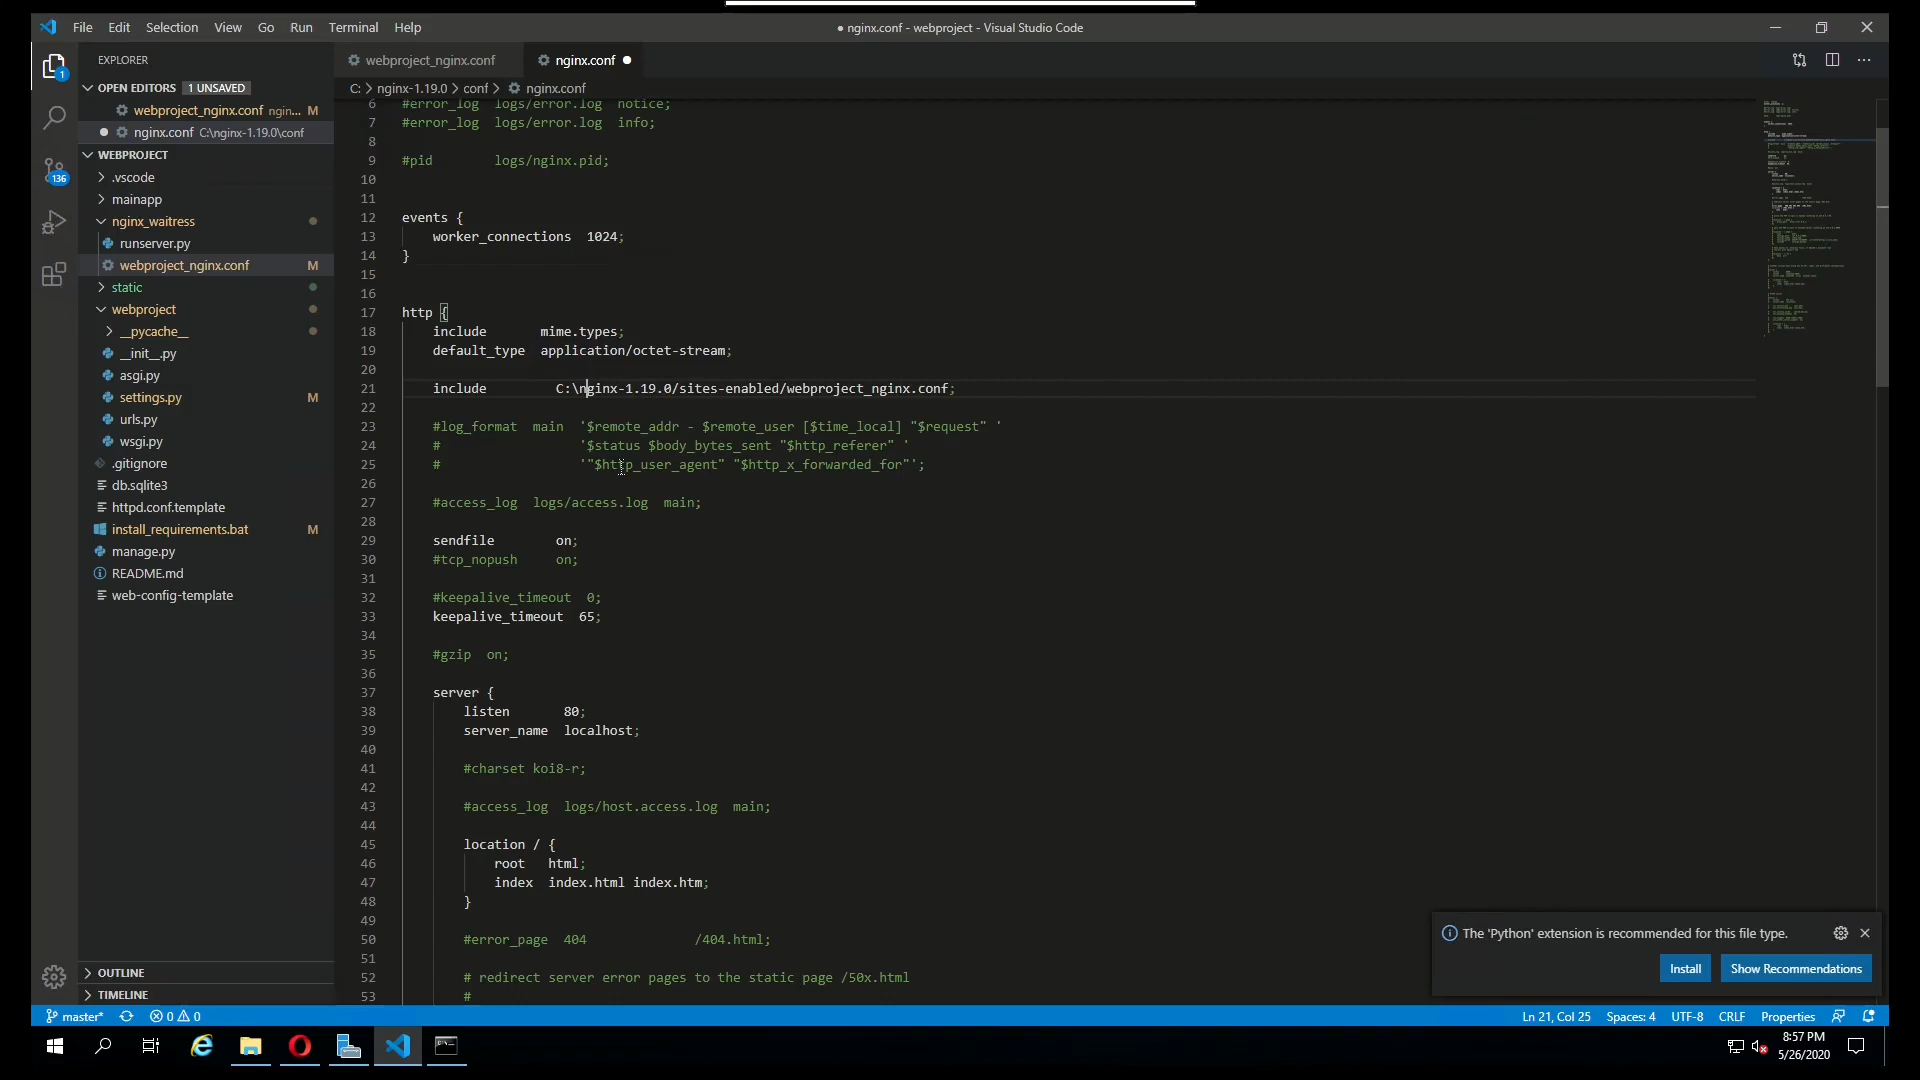 File Edit Selection View Go Run Terminal Help
● nginx.conf - webproject - Visual Studio Code
EXPLORER
OPEN EDITORS 1 UNSAVED
webproject_nginx.conf ngin... M
● nginx.conf C:\nginx-1.19.0\conf
WEBPROJECT
.vscode
mainapp
nginx_waitress
runserver.py
webproject_nginx.conf M
static
webproject
__pycache__
__init__.py
asgi.py
settings.py M
urls.py
wsgi.py
.gitignore
db.sqlite3
httpd.conf.template
install_requirements.bat M
manage.py
README.md
web-config-template
OUTLINE
TIMELINE
1
136
webproject_nginx.conf
nginx.conf ●
C: > nginx-1.19.0 > conf > nginx.conf
6 #error_log logs/error.log notice;
7 #error_log logs/error.log info;
8
9 #pid logs/nginx.pid;
10
11
12 events {
13 worker_connections 1024;
14 }
15
16
17 http {
18 include mime.types;
19 default_type application/octet-stream;
20
21 include C:\nginx-1.19.0/sites-enabled/webproject_nginx.conf;
22
23 #log_format main '$remote_addr - $remote_user [$time_local] "$request" '
24 # '$status $body_bytes_sent "$http_referer" '
25 # '"$http_user_agent" "$http_x_forwarded_for"';
26
27 #access_log logs/access.log main;
28
29 sendfile on;
30 #tcp_nopush on;
31
32 #keepalive_timeout 0;
33 keepalive_timeout 65;
34
35 #gzip on;
36
37 server {
38 listen 80;
39 server_name localhost;
40
41 #charset koi8-r;
42
43 #access_log logs/host.access.log main;
44
45 location / {
46 root html;
47 index index.html index.htm;
48 }
49
50 #error_page 404 /404.html;
51
52 # redirect server error pages to the static page /50x.html
53 #
The 'Python' extension is recommended for this file type.
Install Show Recommendations
master* 0 0
Ln 21, Col 25 Spaces: 4 UTF-8 CRLF Properties
8:57 PM
5/26/2020